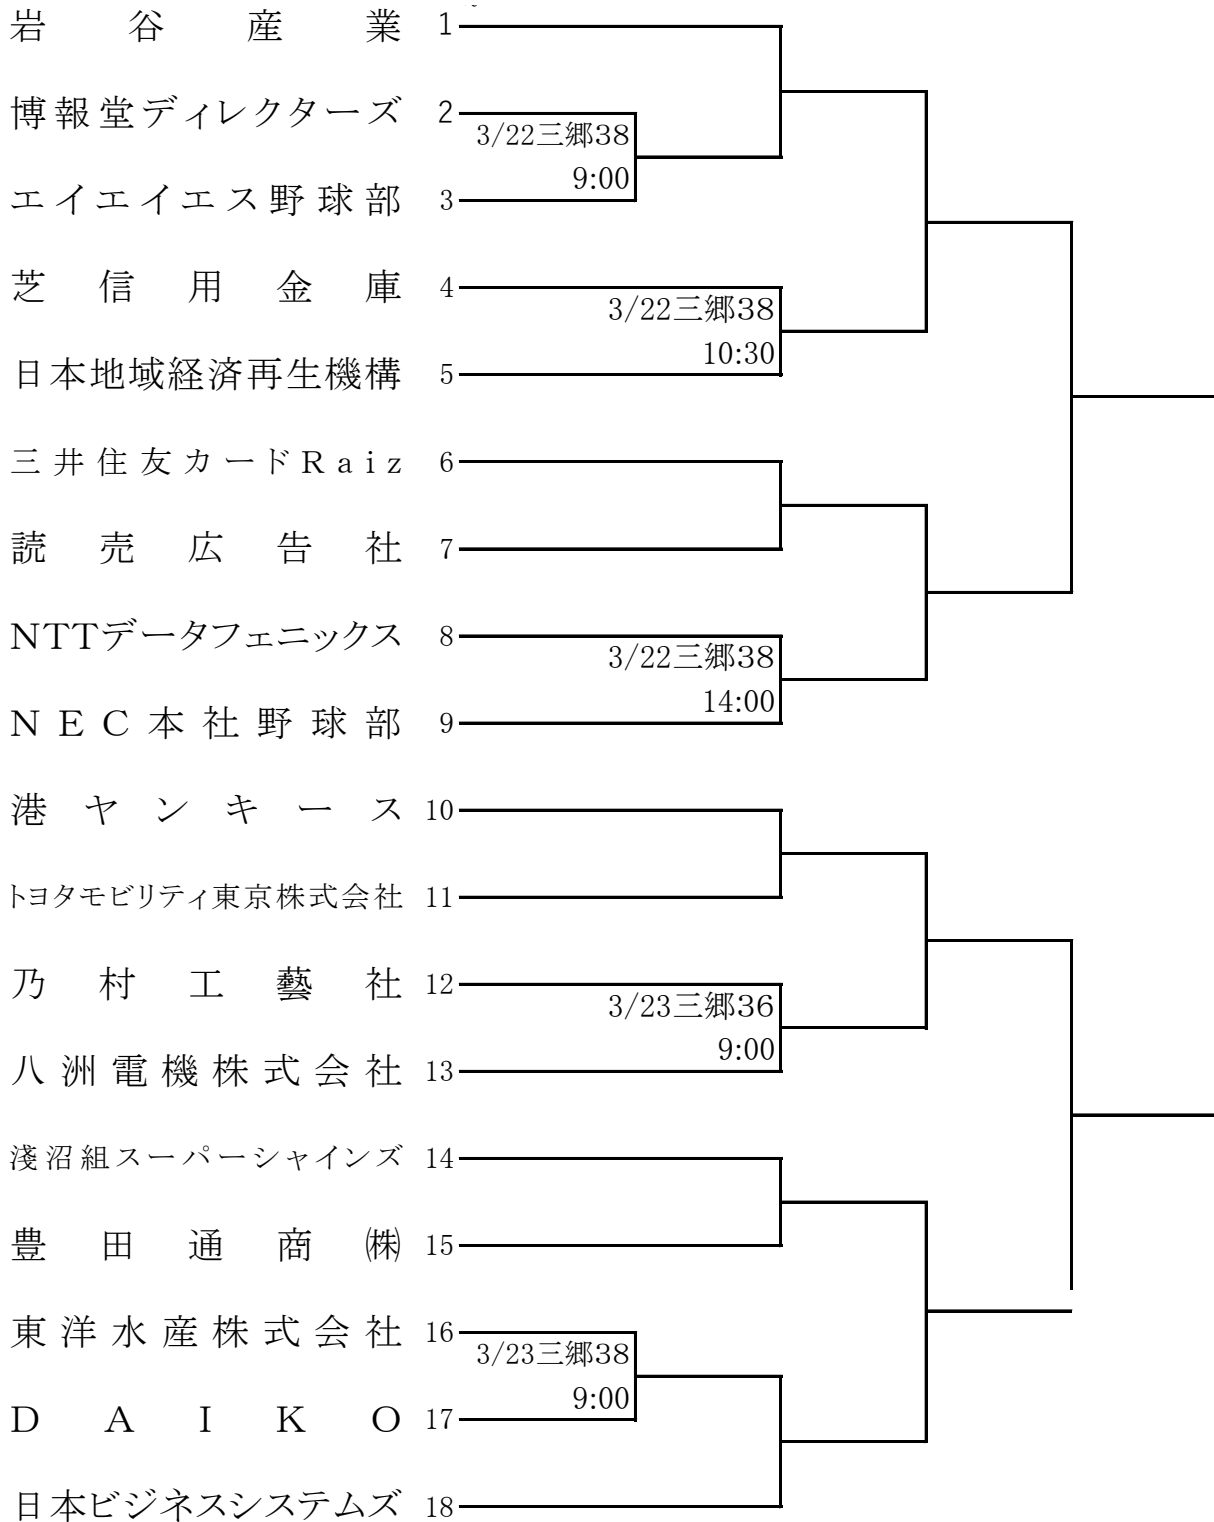 岩谷産業 1
博報堂ディレクターズ 2
3/22三郷38
9:00
エイエイエス野球部 3
芝信用金庫 4
3/22三郷38
10:30
日本地域経済再生機構 5
三井住友カードRaiz 6
読売広告社 7
NTTデータフェニックス 8
3/22三郷38
14:00
NEC本社野球部 9
港ヤンキース 10
トヨタモビリティ東京株式会社 11
乃村工藝社 12
3/23三郷36
9:00
八洲電機株式会社 13
淺沼組スーパーシャインズ 14
豊田通商㈱ 15
東洋水産株式会社 16
3/23三郷38
9:00
DAIKO 17
日本ビジネスシステムズ 18